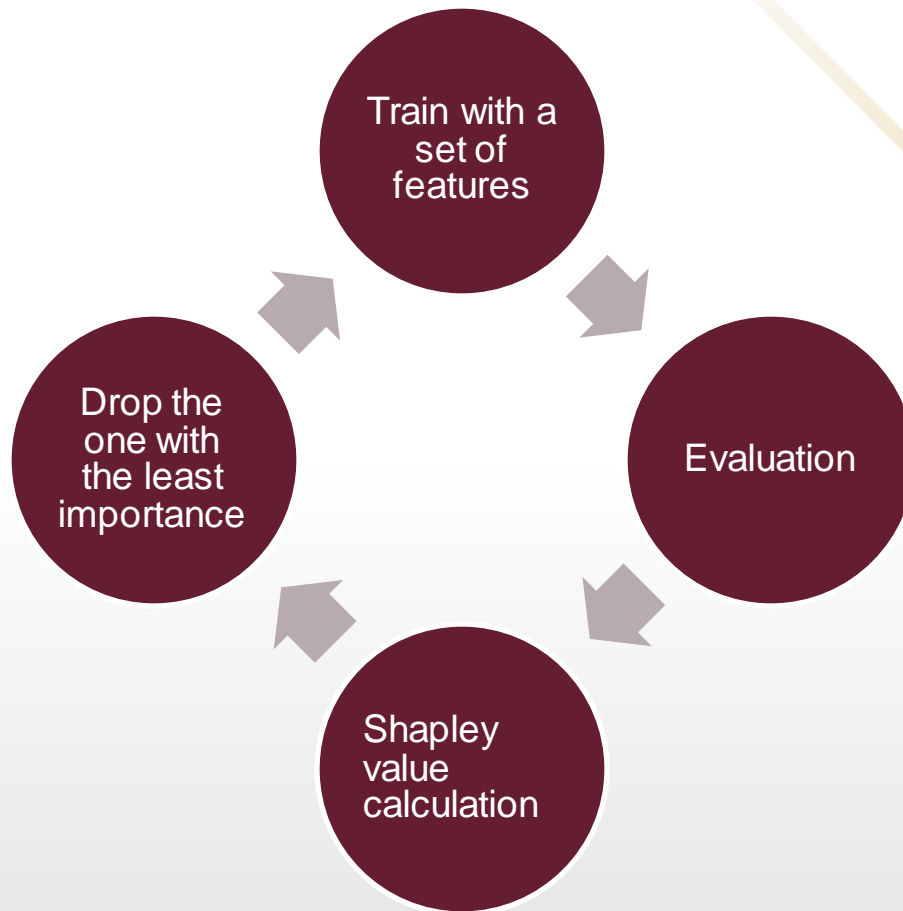 Train with a
set of
features
Evaluation
Shapley
value
calculation
Drop the
one with
the least
importance